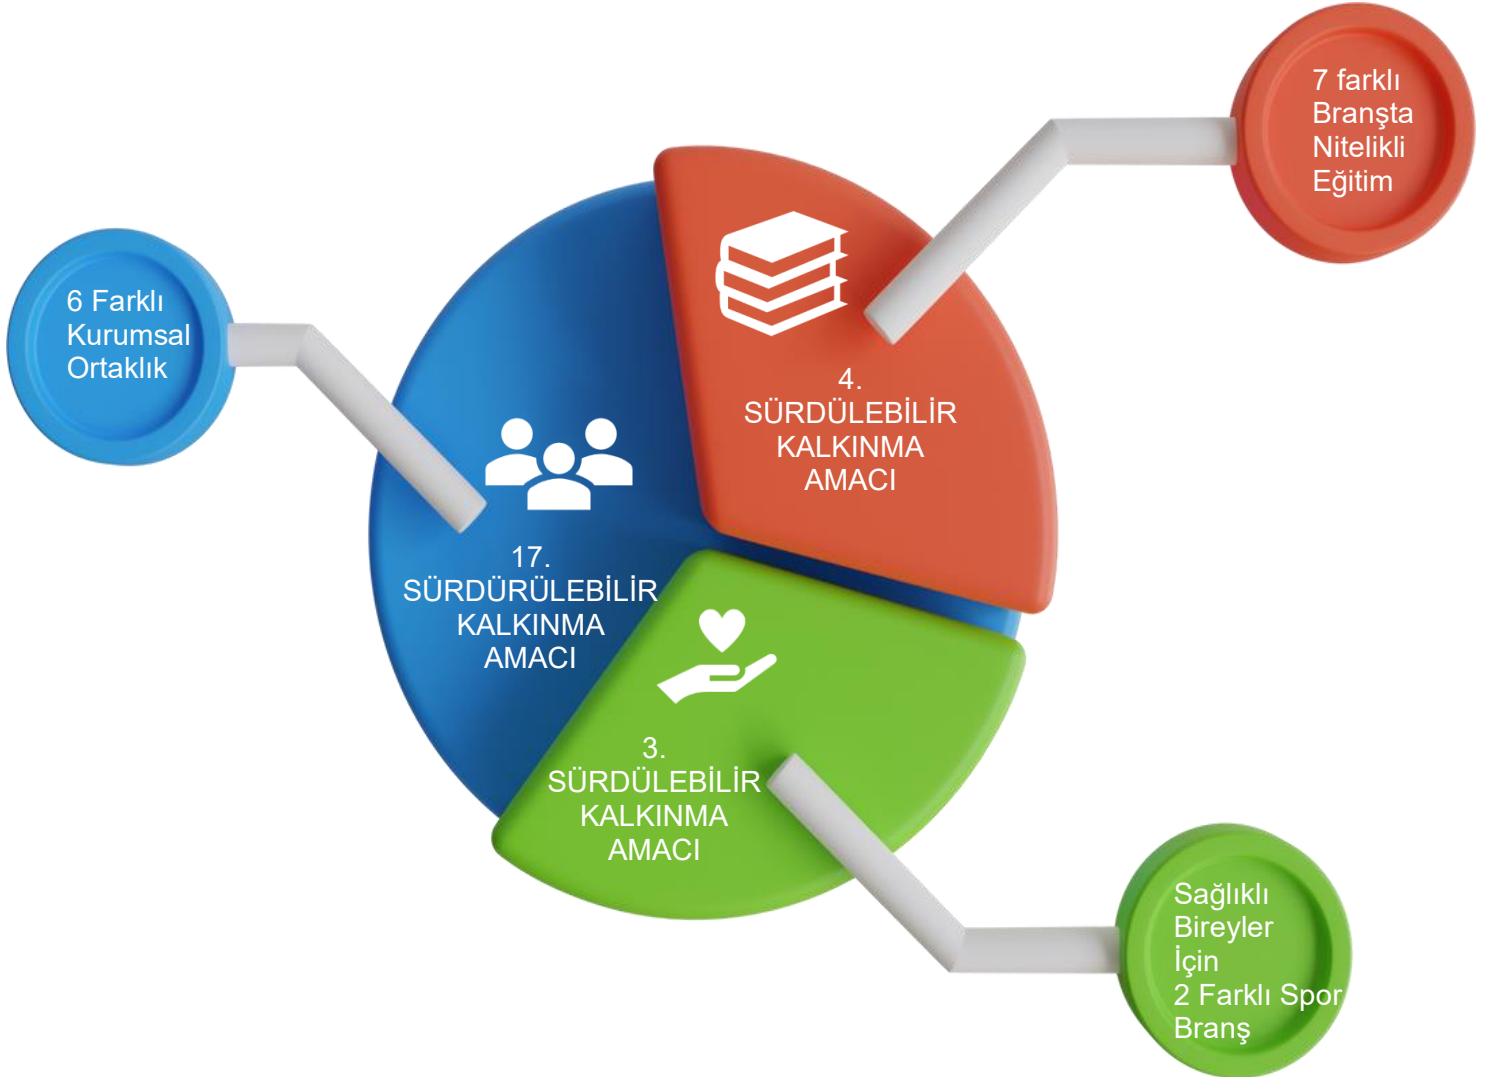 7 farklı
Branşta
Nitelikli
Eğitim
6 Farklı
Kurumsal
Ortaklık
4.
SÜRDÜLEBİLİR
KALKINMA
AMACI
17.
SÜRDÜRÜLEBİLİR
KALKINMA
AMACI
3.
SÜRDÜLEBİLİR
KALKINMA
AMACI
Sağlıklı
Bireyler
İçin
2 Farklı Spor
Branş